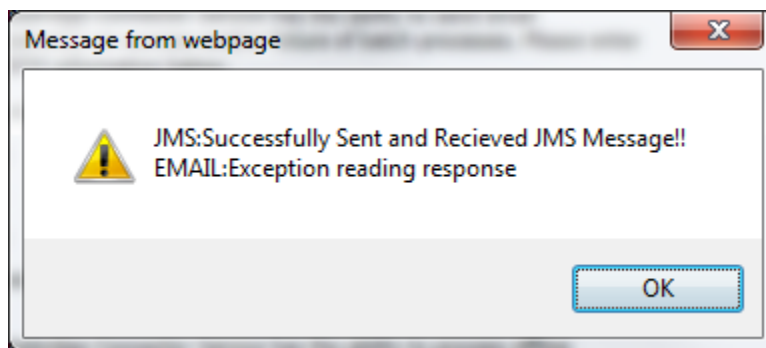 Message from webpage
JMS:Successfully Sent and Recieved JMS Message!!
EMAIL:Exception reading response
OK